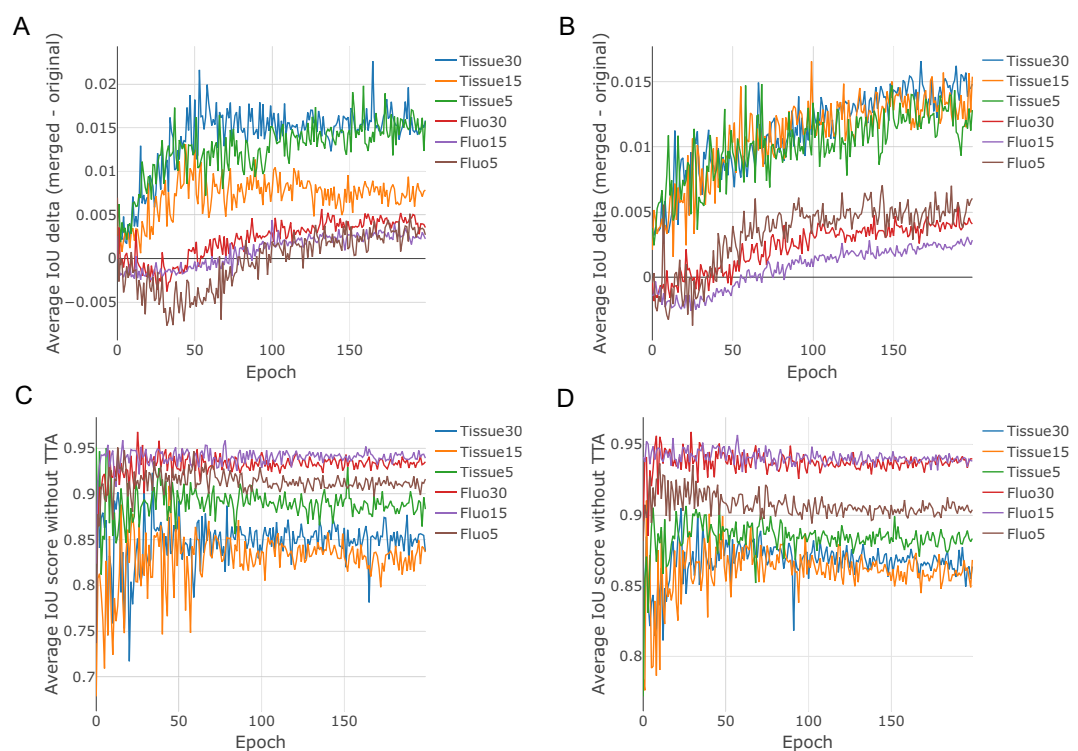 A
Average IoU delta (merged - original)
0.02
0.015
0.01
0.005
0
−0.005
0
50
100
150
Epoch
Tissue30
Tissue15
Tissue5
Fluo30
Fluo15
Fluo5
B
Average IoU delta (merged - original)
0.015
0.01
0.005
0
0
50
100
150
Epoch
Tissue30
Tissue15
Tissue5
Fluo30
Fluo15
Fluo5
C
Average IoU score without TTA
0.95
0.9
0.85
0.8
0.75
0.7
0
50
100
150
Epoch
Tissue30
Tissue15
Tissue5
Fluo30
Fluo15
Fluo5
D
Average IoU score without TTA
0.95
0.9
0.85
0.8
0
50
100
150
Epoch
Tissue30
Tissue15
Tissue5
Fluo30
Fluo15
Fluo5